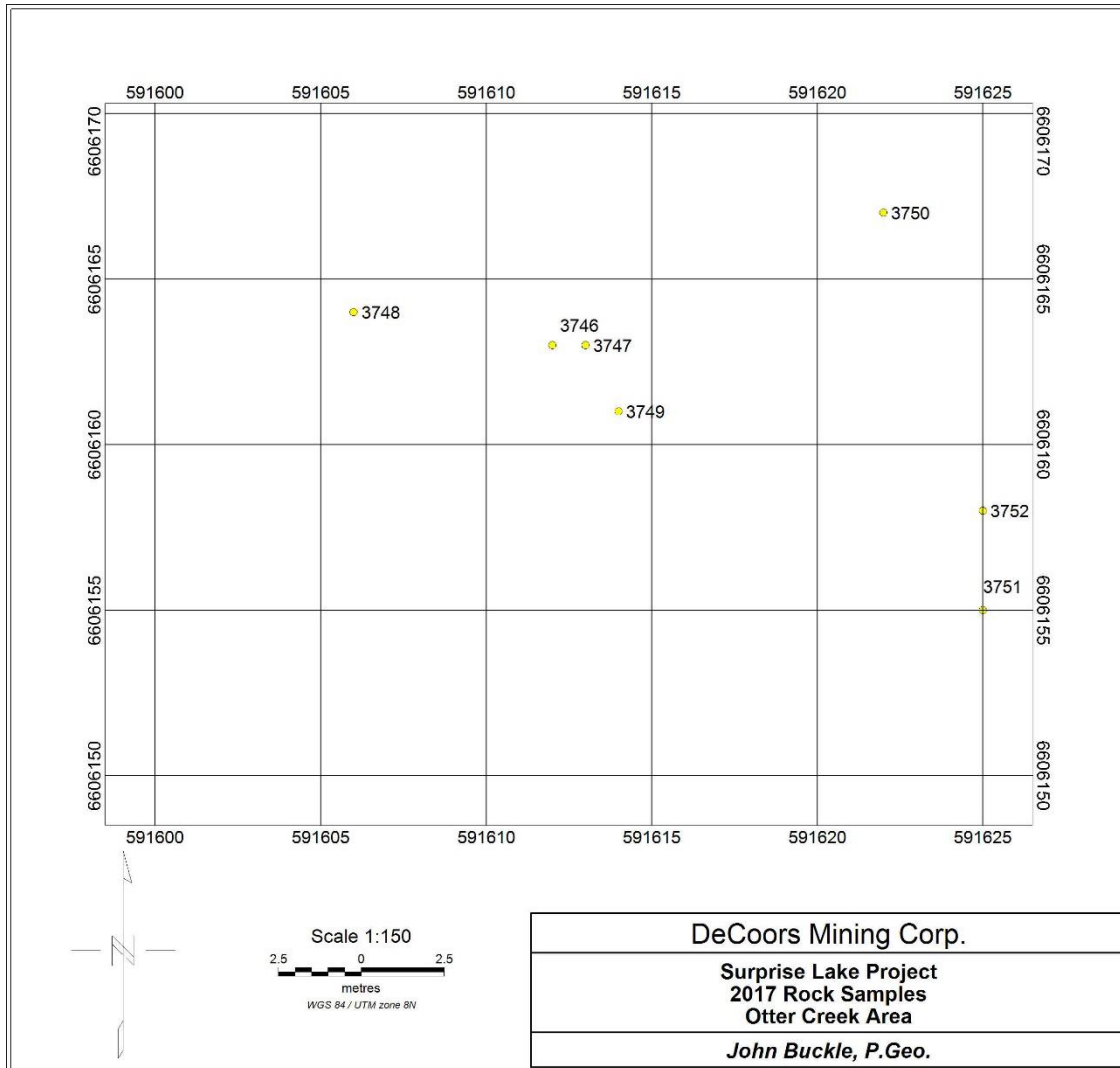 591600 591605 591610 591615 591620 591625
6606170 6606170
3750
6606165 6606165
3748
3746
3747
3749
6606160 6606160
3752
3751
6606155 6606155
6606150 6606150
591600 591605 591610 591615 591620 591625
N
Scale 1:150
2.5 0 2.5
metres
WGS 84 / UTM zone 8N
DeCoors Mining Corp.
Surprise Lake Project
2017 Rock Samples
Otter Creek Area
John Buckle, P.Geo.